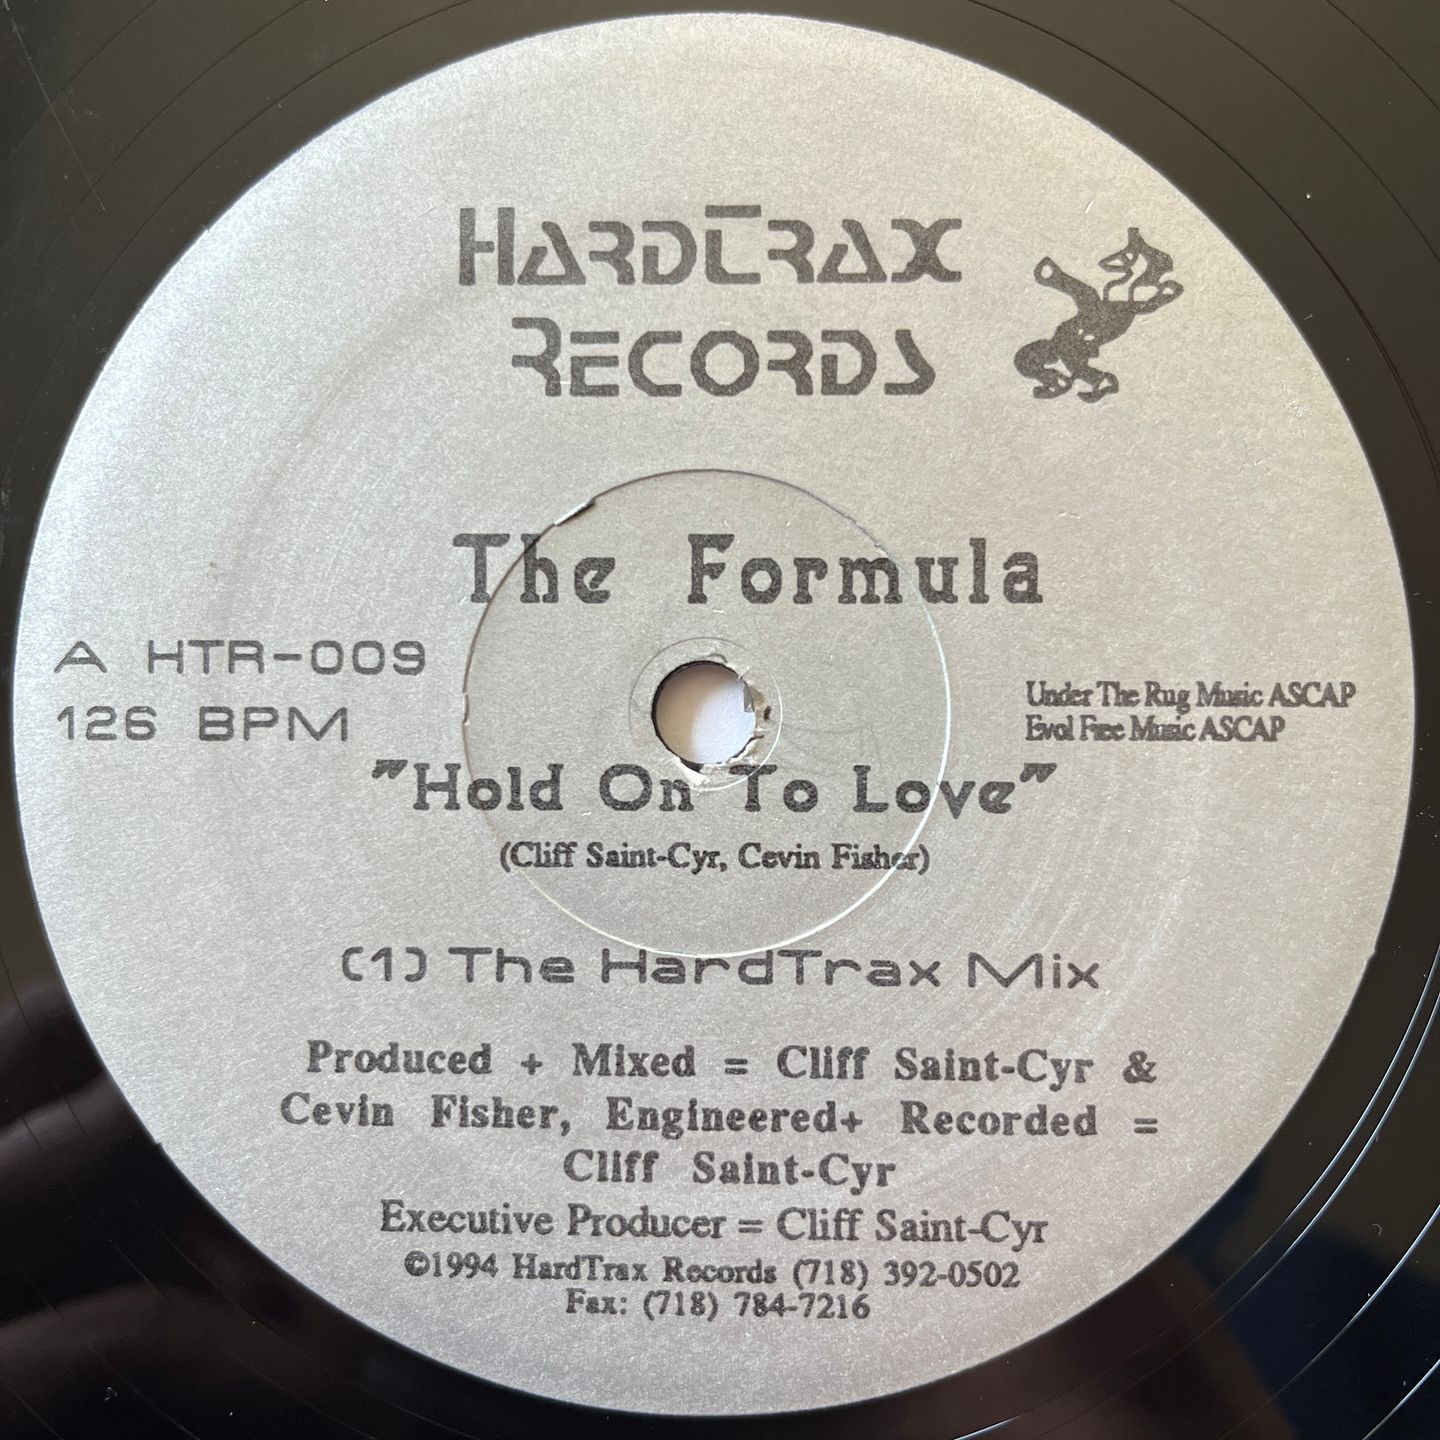 HardTrax
Records
The Formula
A HTR-009
126 BPM
Under The Rug Music ASCAP
Evol Free Music ASCAP
"Hold On To Love"
(Cliff Saint-Cyr, Cevin Fisher)
(1) The HardTrax Mix
Produced + Mixed = Cliff Saint-Cyr &
Cevin Fisher, Engineered+ Recorded =
Cliff Saint-Cyr
Executive Producer = Cliff Saint-Cyr
©1994 HardTrax Records (718) 392-0502
Fax: (718) 784-7216